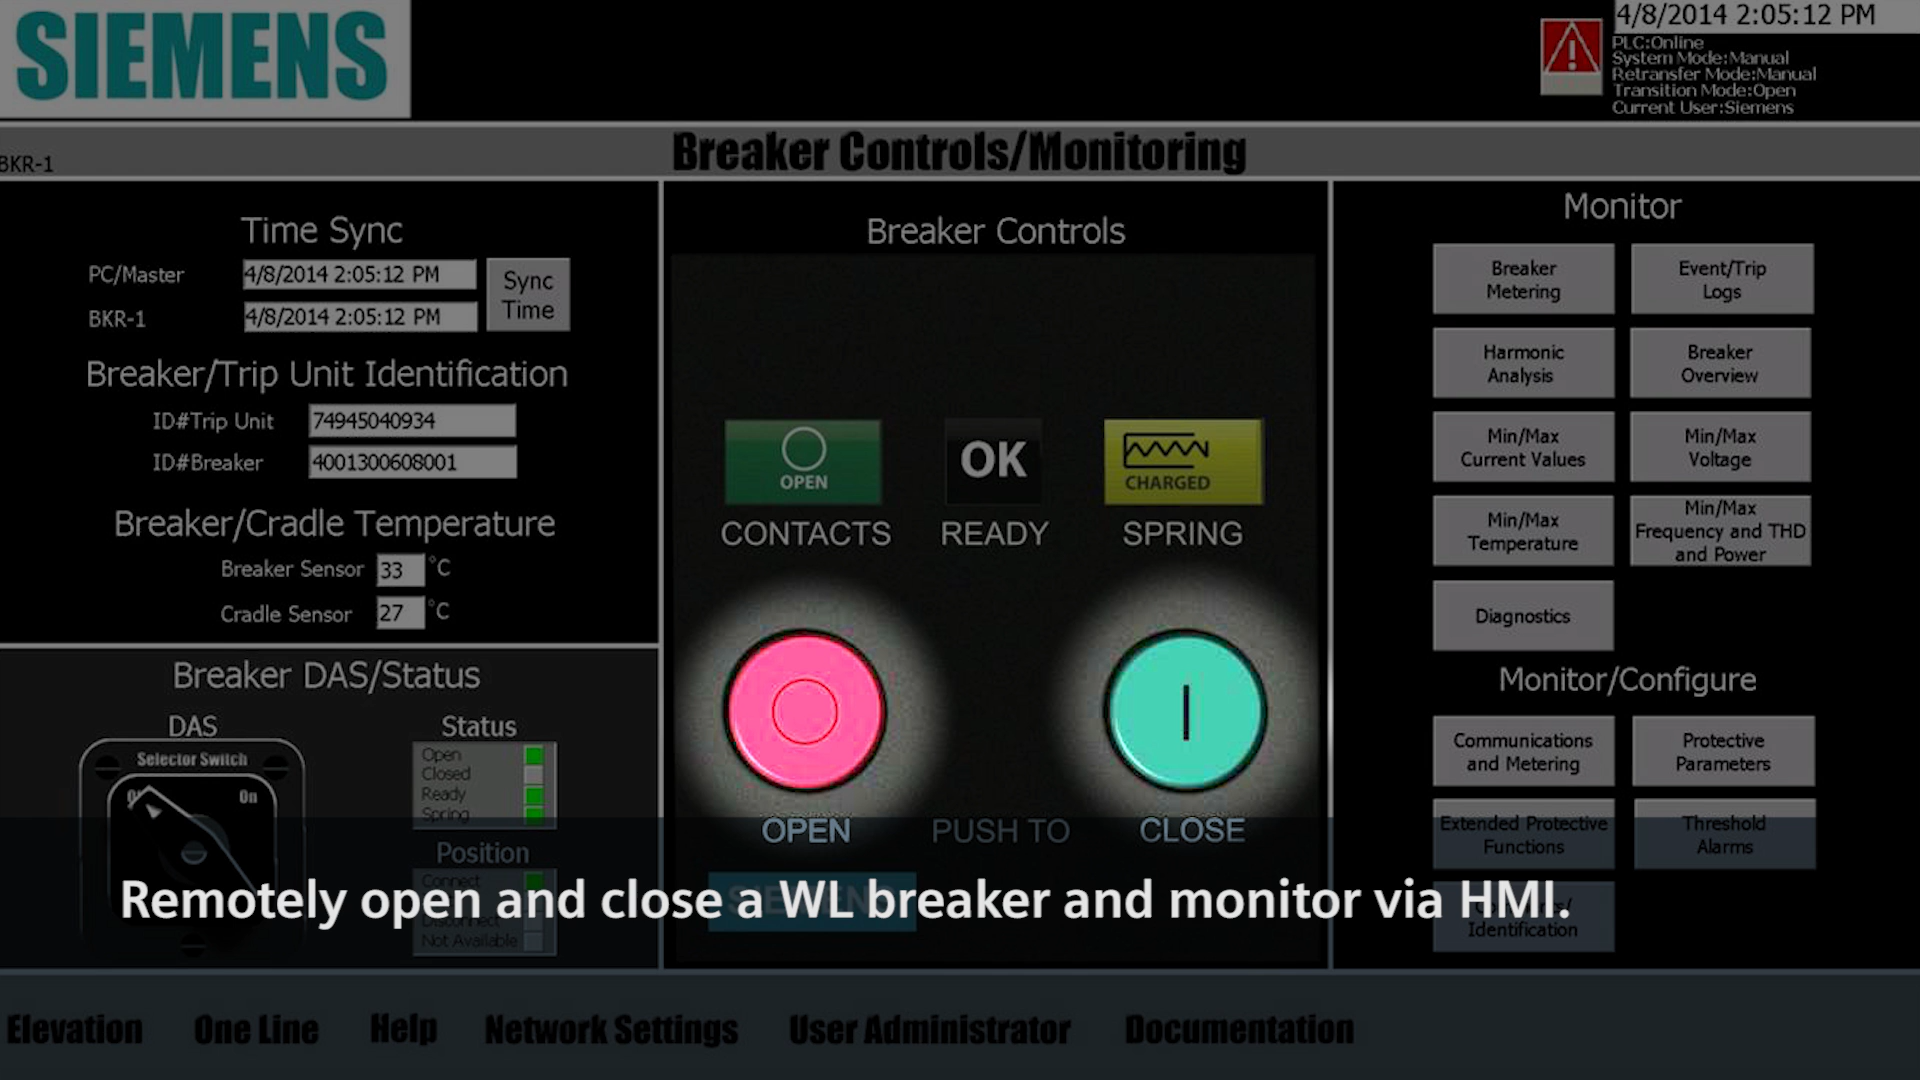 SIEMENS
4/8/2014 2:05:12 PM
PLC:Online
System Mode:Manual
Retransfer Mode:Manual
Transition Mode:Open
Current User:Siemens
BKR-1
Breaker Controls/Monitoring
Time Sync
PC/Master
4/8/2014 2:05:12 PM
BKR-1
4/8/2014 2:05:12 PM
Sync
Time
Breaker/Trip Unit Identification
ID#Trip Unit
74945040934
ID#Breaker
4001300608001
Breaker/Cradle Temperature
Breaker Sensor 33 °C
Cradle Sensor 27 °C
Breaker DAS/Status
DAS
Selector Switch
On
Status
Open
Closed
Ready
Spring
Position
Connect
Disconnect
Not Available
Breaker Controls
OPEN
CONTACTS
OK
READY
CHARGED
SPRING
OPEN
PUSH TO
CLOSE
SIEMENS
Monitor
Breaker
Metering
Event/Trip
Logs
Harmonic
Analysis
Breaker
Overview
Min/Max
Current Values
Min/Max
Voltage
Min/Max
Temperature
Min/Max
Frequency and THD
and Power
Diagnostics
Monitor/Configure
Communications
and Metering
Protective
Parameters
Extended Protective
Functions
Threshold
Alarms
Identification
Remotely open and close a WL breaker and monitor via HMI.
Elevation
One Line
Help
Network Settings
User Administrator
Documentation